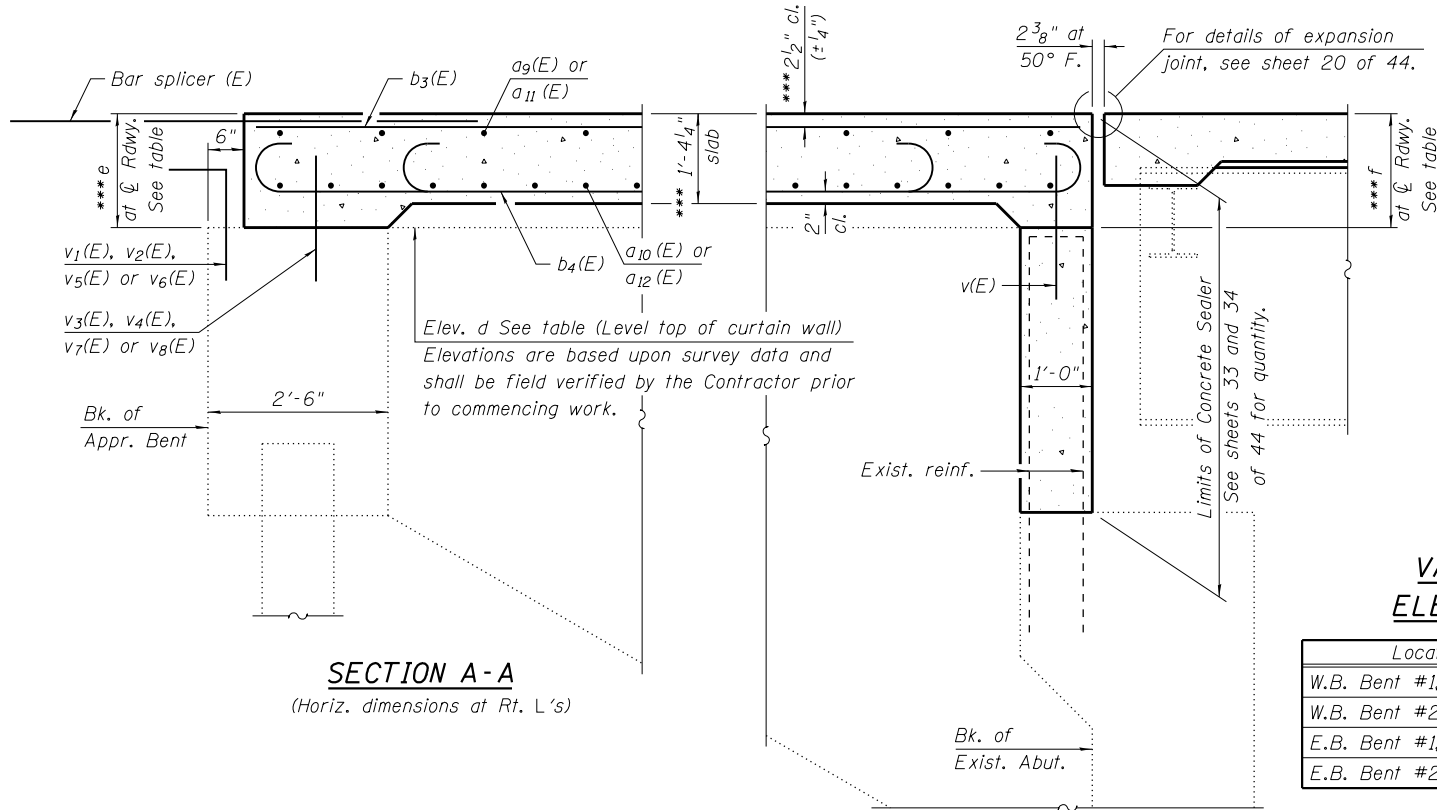 *** 2½" cl.
(±¼")
2⅜" at
50° F.
For details of expansion
joint, see sheet 20 of 44.
Bar splicer (E)
b3(E)
a9(E) or
a11(E)
6"
*** e
at ℄ Rdwy.
See table
*** 1'-4¼"
slab
*** f
at ℄ Rdwy.
See table
2"
cl.
v1(E), v2(E),
v5(E) or v6(E)
b4(E)
a10(E) or
a12(E)
v(E)
v3(E), v4(E),
v7(E) or v8(E)
Elev. d See table (Level top of curtain wall)
Elevations are based upon survey data and
shall be field verified by the Contractor prior
to commencing work.
2'-6"
1'-0"
Bk. of
Appr. Bent
Exist. reinf.
Limits of Concrete Sealer
See sheets 33 and 34
of 44 for quantity.
SECTION A-A
(Horiz. dimensions at Rt. L's)
Bk. of
Exist. Abut.
VA
ELE
Loca
W.B. Bent #1,
W.B. Bent #2
E.B. Bent #1,
E.B. Bent #2